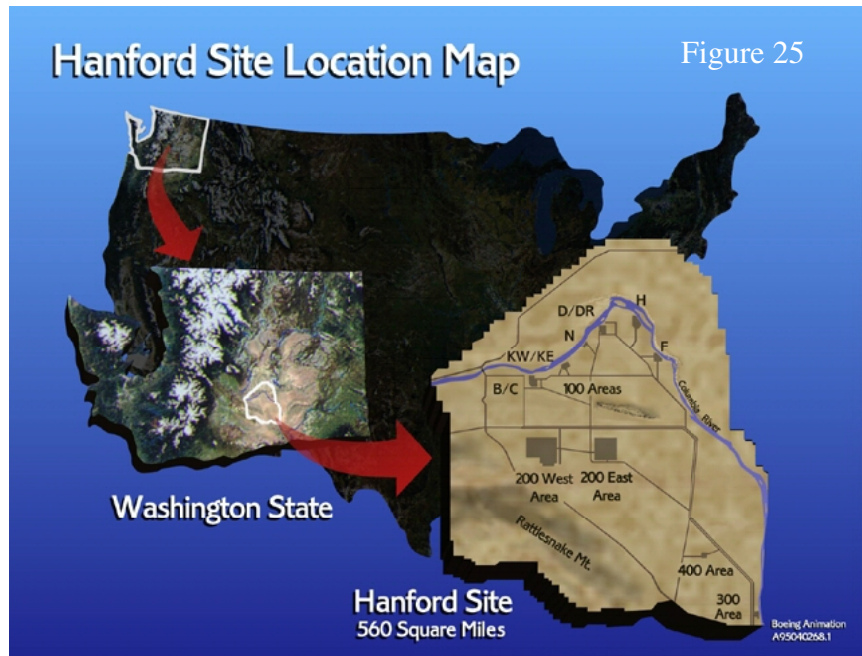 Hanford Site Location Map
Figure 25
D/DR
H
N
F
KW/KE
B/C
100 Areas
Columbia River
200 West
Area
200 East
Area
Rattlesnake Mt.
400 Area
300
Area
Washington State
Hanford Site
560 Square Miles
Boeing Animation
A95040268.1